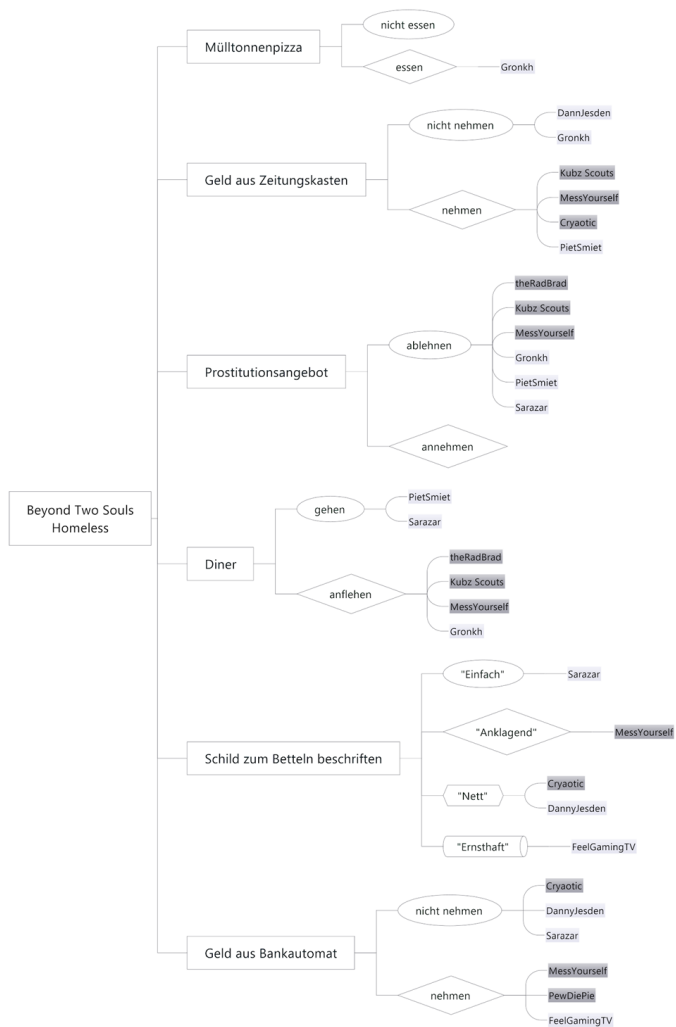 Beyond Two Souls
Homeless
Mülltonnenpizza
nicht essen
essen
Gronkh
Geld aus Zeitungskasten
nicht nehmen
DannJesden
Gronkh
nehmen
Kubz Scouts
MessYourself
Cryaotic
PietSmiet
Prostitutionsangebot
ablehnen
theRadBrad
Kubz Scouts
MessYourself
Gronkh
PietSmiet
Sarazar
annehmen
Diner
gehen
PietSmiet
Sarazar
anflehen
theRadBrad
Kubz Scouts
MessYourself
Gronkh
Schild zum Betteln beschriften
"Einfach"
Sarazar
"Anklagend"
MessYourself
"Nett"
Cryaotic
DannyJesden
"Ernsthaft"
FeelGamingTV
Geld aus Bankautomat
nicht nehmen
Cryaotic
DannyJesden
Sarazar
nehmen
MessYourself
PewDiePie
FeelGamingTV